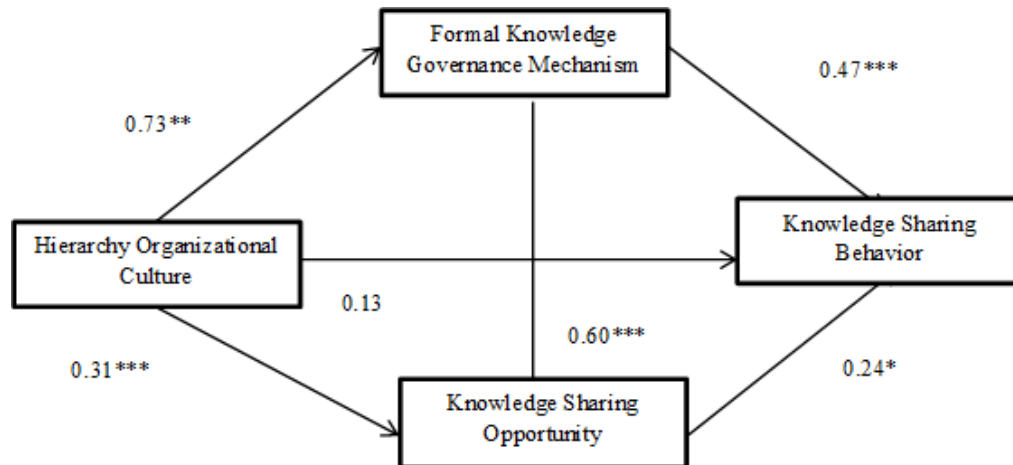 Formal Knowledge
Governance Mechanism
0.47***
0.73**
Hierarchy Organizational
Culture
Knowledge Sharing
Behavior
0.13
0.60***
0.31***
0.24*
Knowledge Sharing
Opportunity